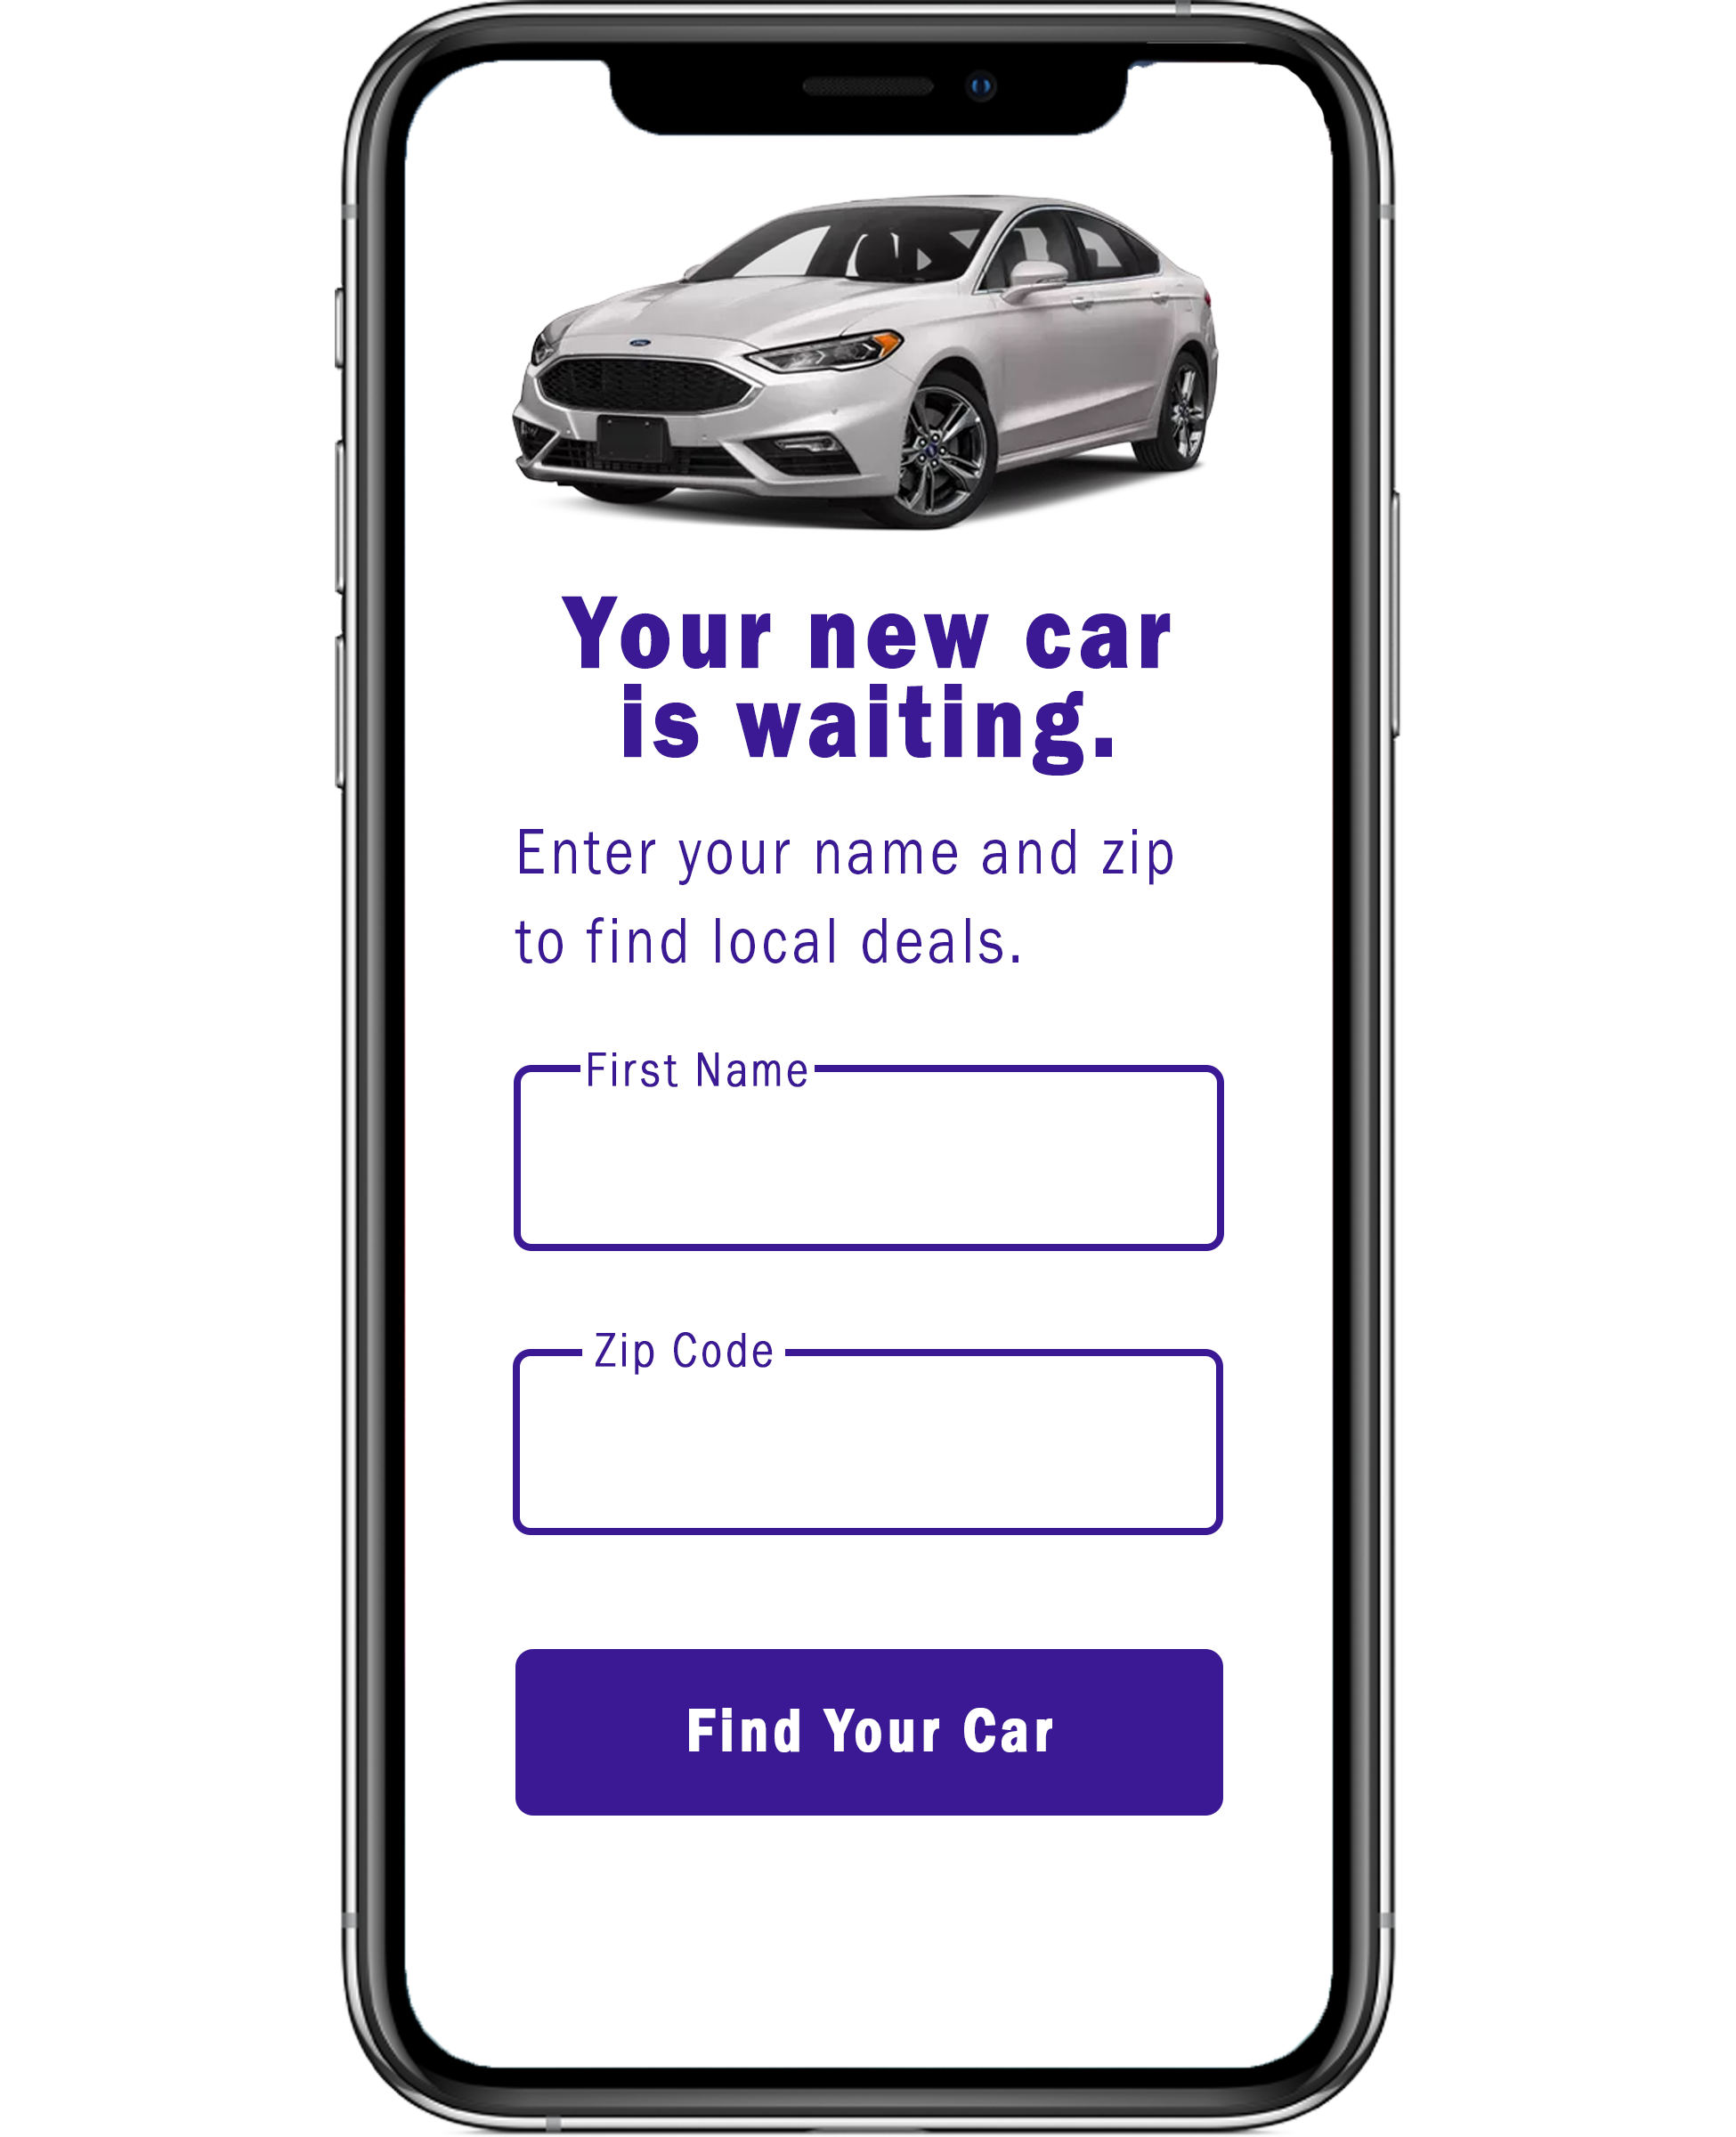 Your new car
is waiting.
Enter your name and zip
to find local deals.
First Name
Zip Code
Find Your Car